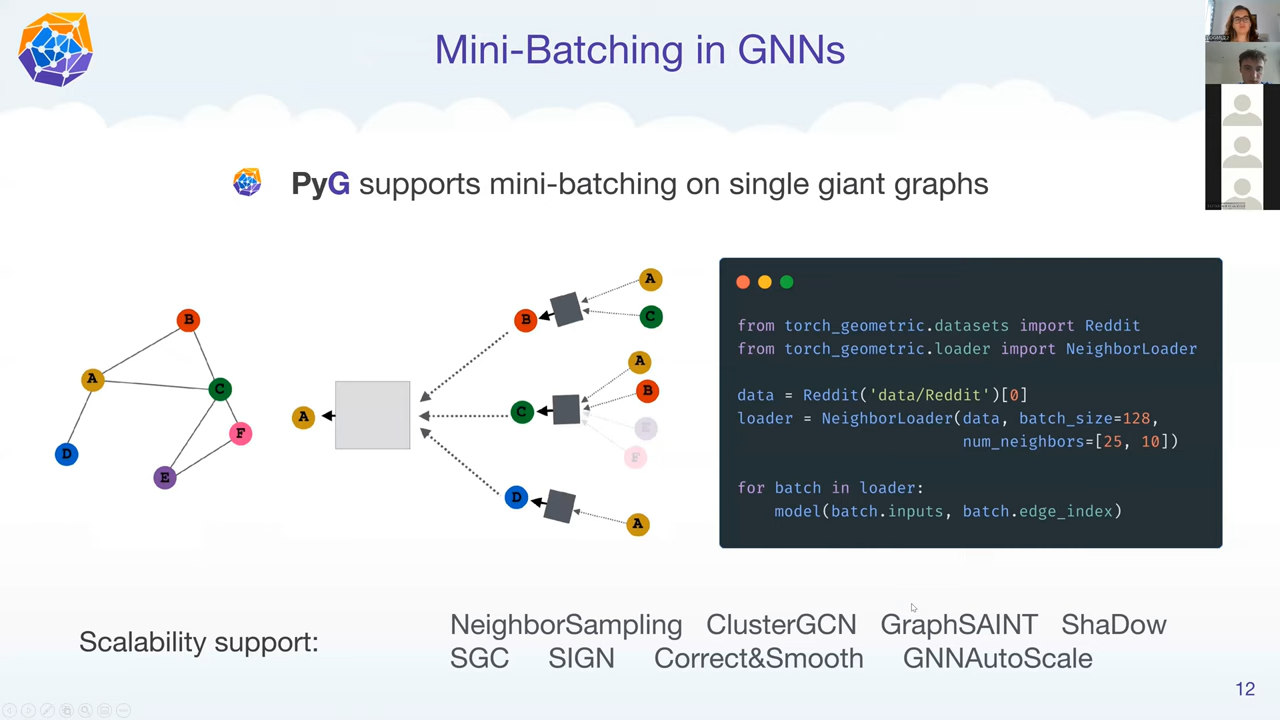 Mini-Batching in GNNs
PyG supports mini-batching on single giant graphs
B
A
C
F
D
E
A
B
A
C
C
A
B
E
F
D
A
from torch_geometric.datasets import Reddit
from torch_geometric.loader import NeighborLoader
data = Reddit('data/Reddit')[0]
loader = NeighborLoader(data, batch_size=128,
num_neighbors=[25, 10])
for batch in loader:
model(batch.inputs, batch.edge_index)
Scalability support:
NeighborSampling ClusterGCN GraphSAINT ShaDow
SGC SIGN Correct&Smooth GNNAutoScale
12